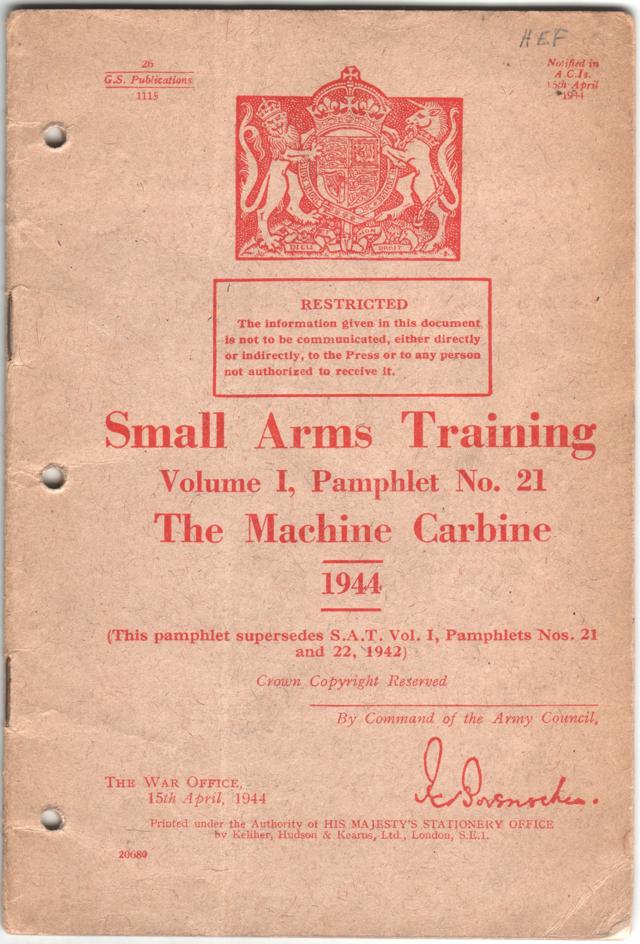 HEF
26
G.S. Publications
1115
Notified in
A.C.Is.
15th April
1944
DIEU DROIT
RESTRICTED
The information given in this document
is not to be communicated, either directly
or indirectly, to the Press or to any person
not authorized to receive it.
Small Arms Training
Volume I, Pamphlet No. 21
The Machine Carbine
1944
(This pamphlet supersedes S.A.T. Vol. I, Pamphlets Nos. 21
and 22, 1942)
Crown Copyright Reserved
By Command of the Army Council,
THE WAR OFFICE,
15th April, 1944
Printed under the Authority of HIS MAJESTY'S STATIONERY OFFICE
by Keliher, Hudson & Kearns, Ltd., London, S.E.1.
20680